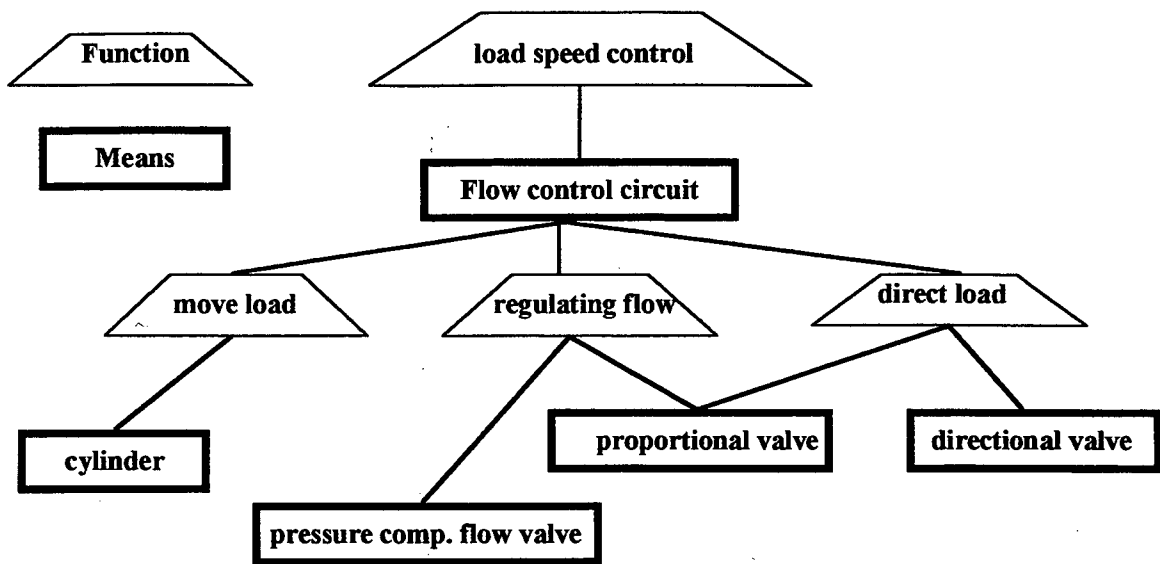 Function
load speed control
Means
Flow control circuit
move load
regulating flow
direct load
proportional valve
directional valve
cylinder
pressure comp. flow valve